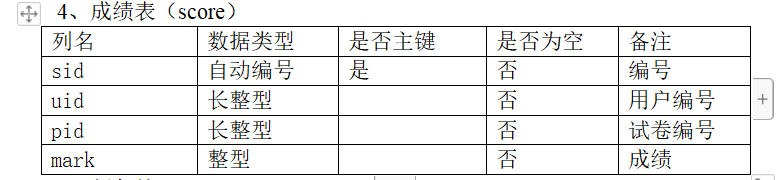 4、成绩表（score）
列名 数据类型 是否主键 是否为空 备注
sid 自动编号 是 否 编号
uid 长整型 否 用户编号
pid 长整型 否 试卷编号
mark 整型 否 成绩